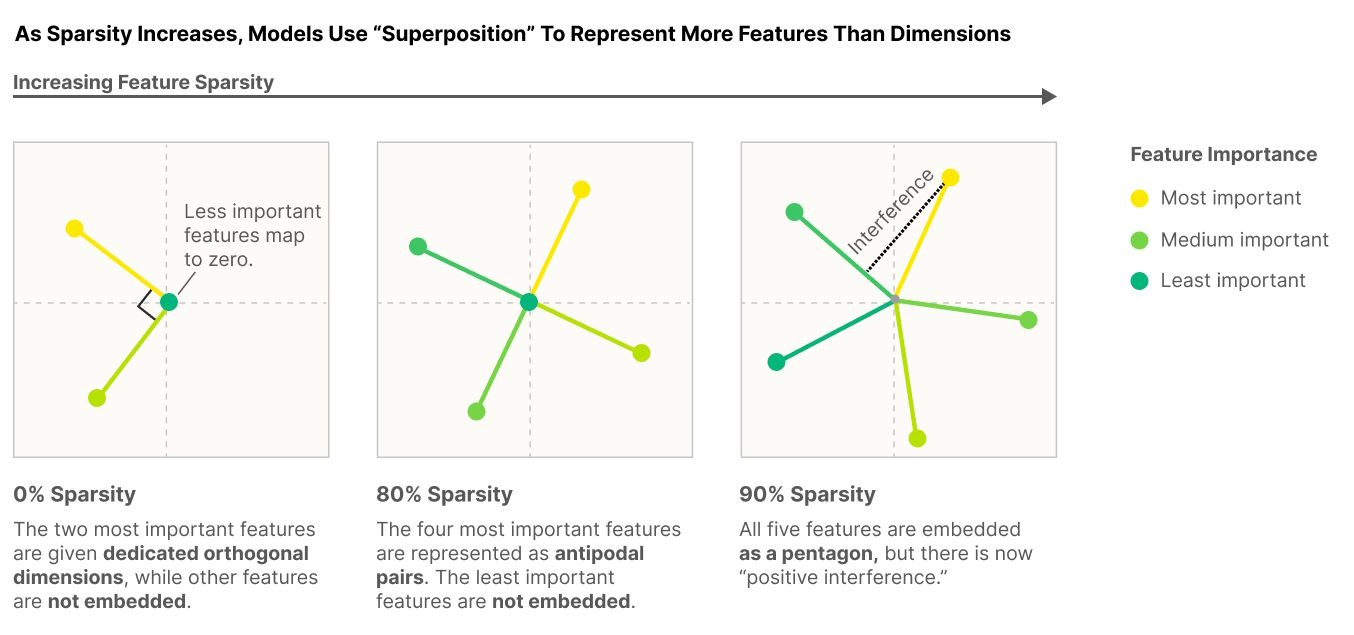 As Sparsity Increases, Models Use “Superposition” To Represent More Features Than Dimensions
Increasing Feature Sparsity
Less important
features map
to zero.
Interference
Feature Importance
Most important
Medium important
Least important
0% Sparsity
The two most important features
are given dedicated orthogonal
dimensions, while other features
are not embedded.
80% Sparsity
The four most important features
are represented as antipodal
pairs. The least important
features are not embedded.
90% Sparsity
All five features are embedded
as a pentagon, but there is now
“positive interference.”